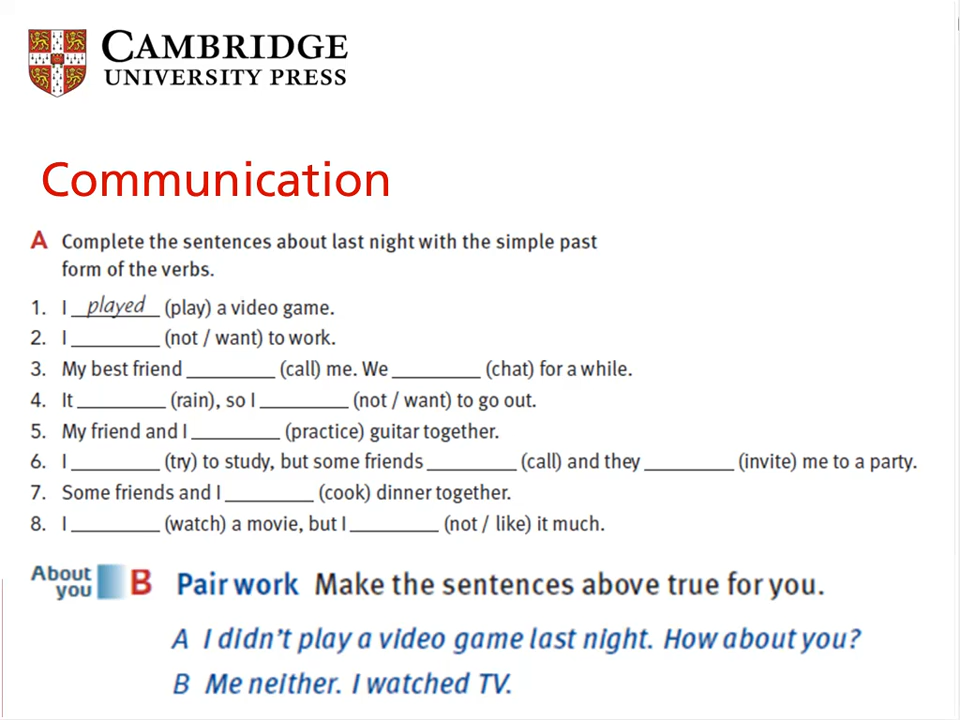 CAMBRIDGE
UNIVERSITY PRESS
Communication
A Complete the sentences about last night with the simple past
form of the verbs.
1. I played (play) a video game.
2. I ________ (not / want) to work.
3. My best friend ________ (call) me. We ________ (chat) for a while.
4. It ________ (rain), so I ________ (not / want) to go out.
5. My friend and I ________ (practice) guitar together.
6. I ________ (try) to study, but some friends ________ (call) and they ________ (invite) me to a party.
7. Some friends and I ________ (cook) dinner together.
8. I ________ (watch) a movie, but I ________ (not / like) it much.
About
you B Pair work Make the sentences above true for you.
A I didn't play a video game last night. How about you?
B Me neither. I watched TV.